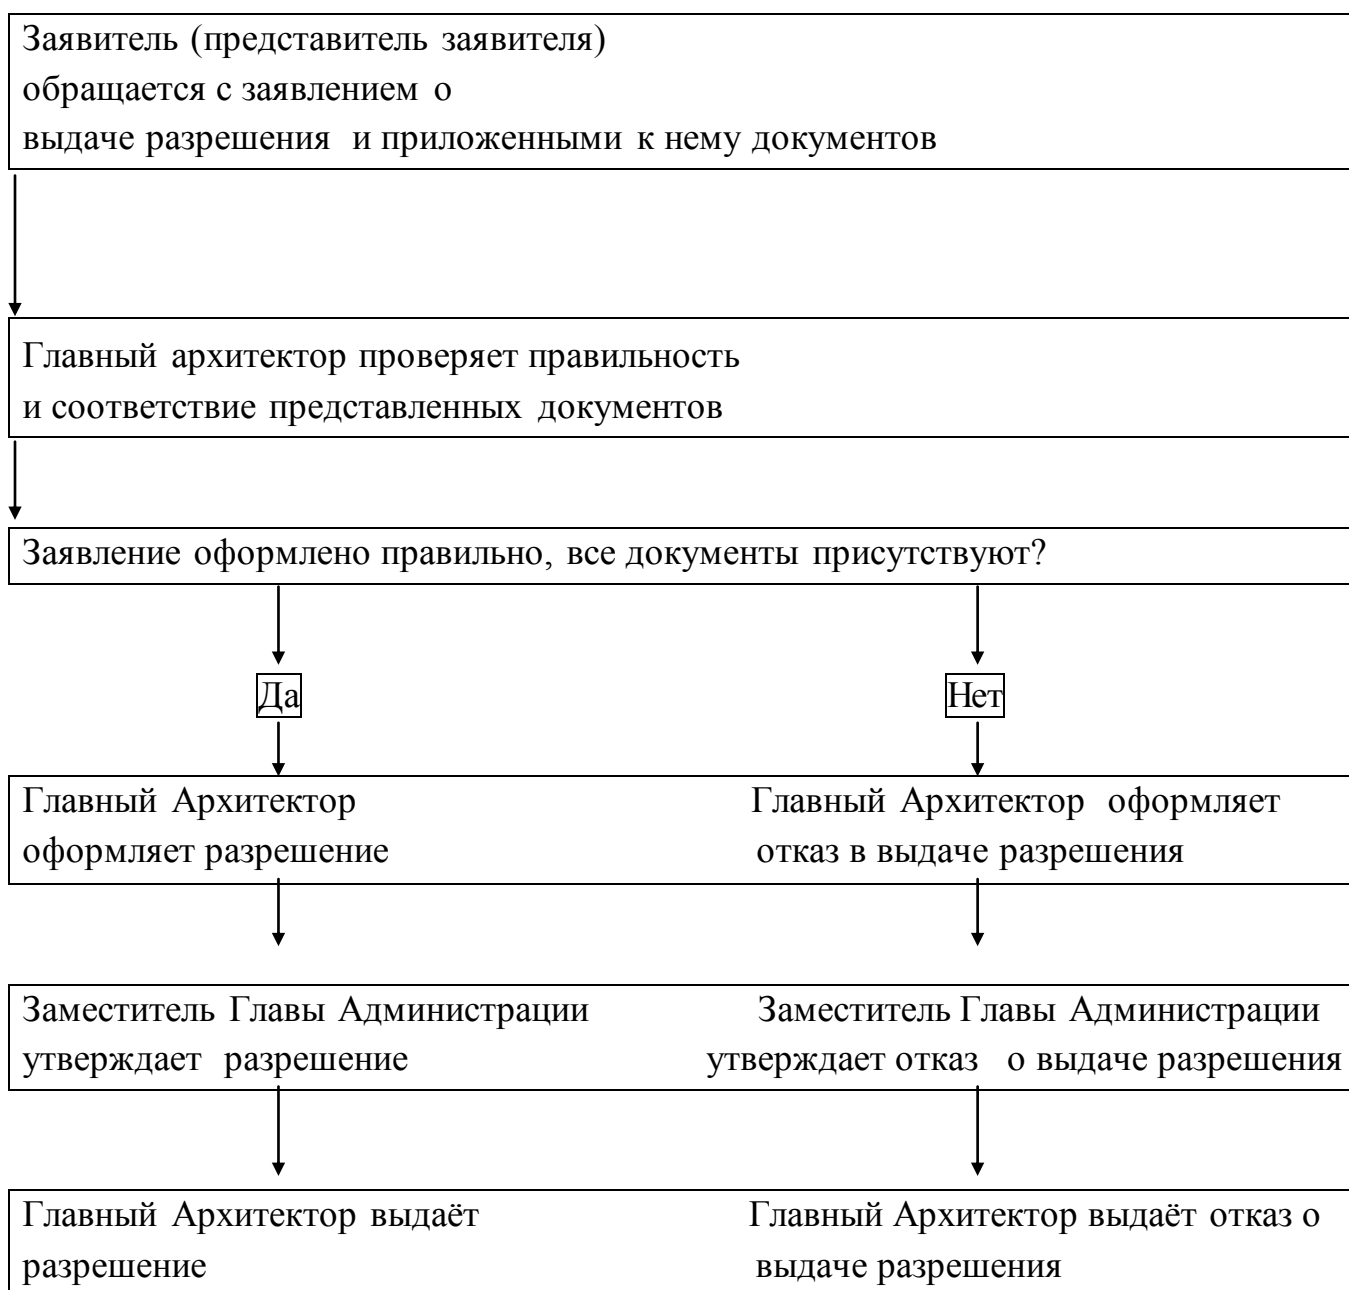 Заявитель (представитель заявителя)
обращается с заявлением о
выдаче разрешения и приложенными к нему документов
Главный архитектор проверяет правильность
и соответствие представленных документов
Заявление оформлено правильно, все документы присутствуют?
Да
Нет
Главный Архитектор
оформляет разрешение
Главный Архитектор оформляет
отказ в выдаче разрешения
Заместитель Главы Администрации
утверждает разрешение
Заместитель Главы Администрации
утверждает отказ о выдаче разрешения
Главный Архитектор выдаёт
разрешение
Главный Архитектор выдаёт отказ о
выдаче разрешения